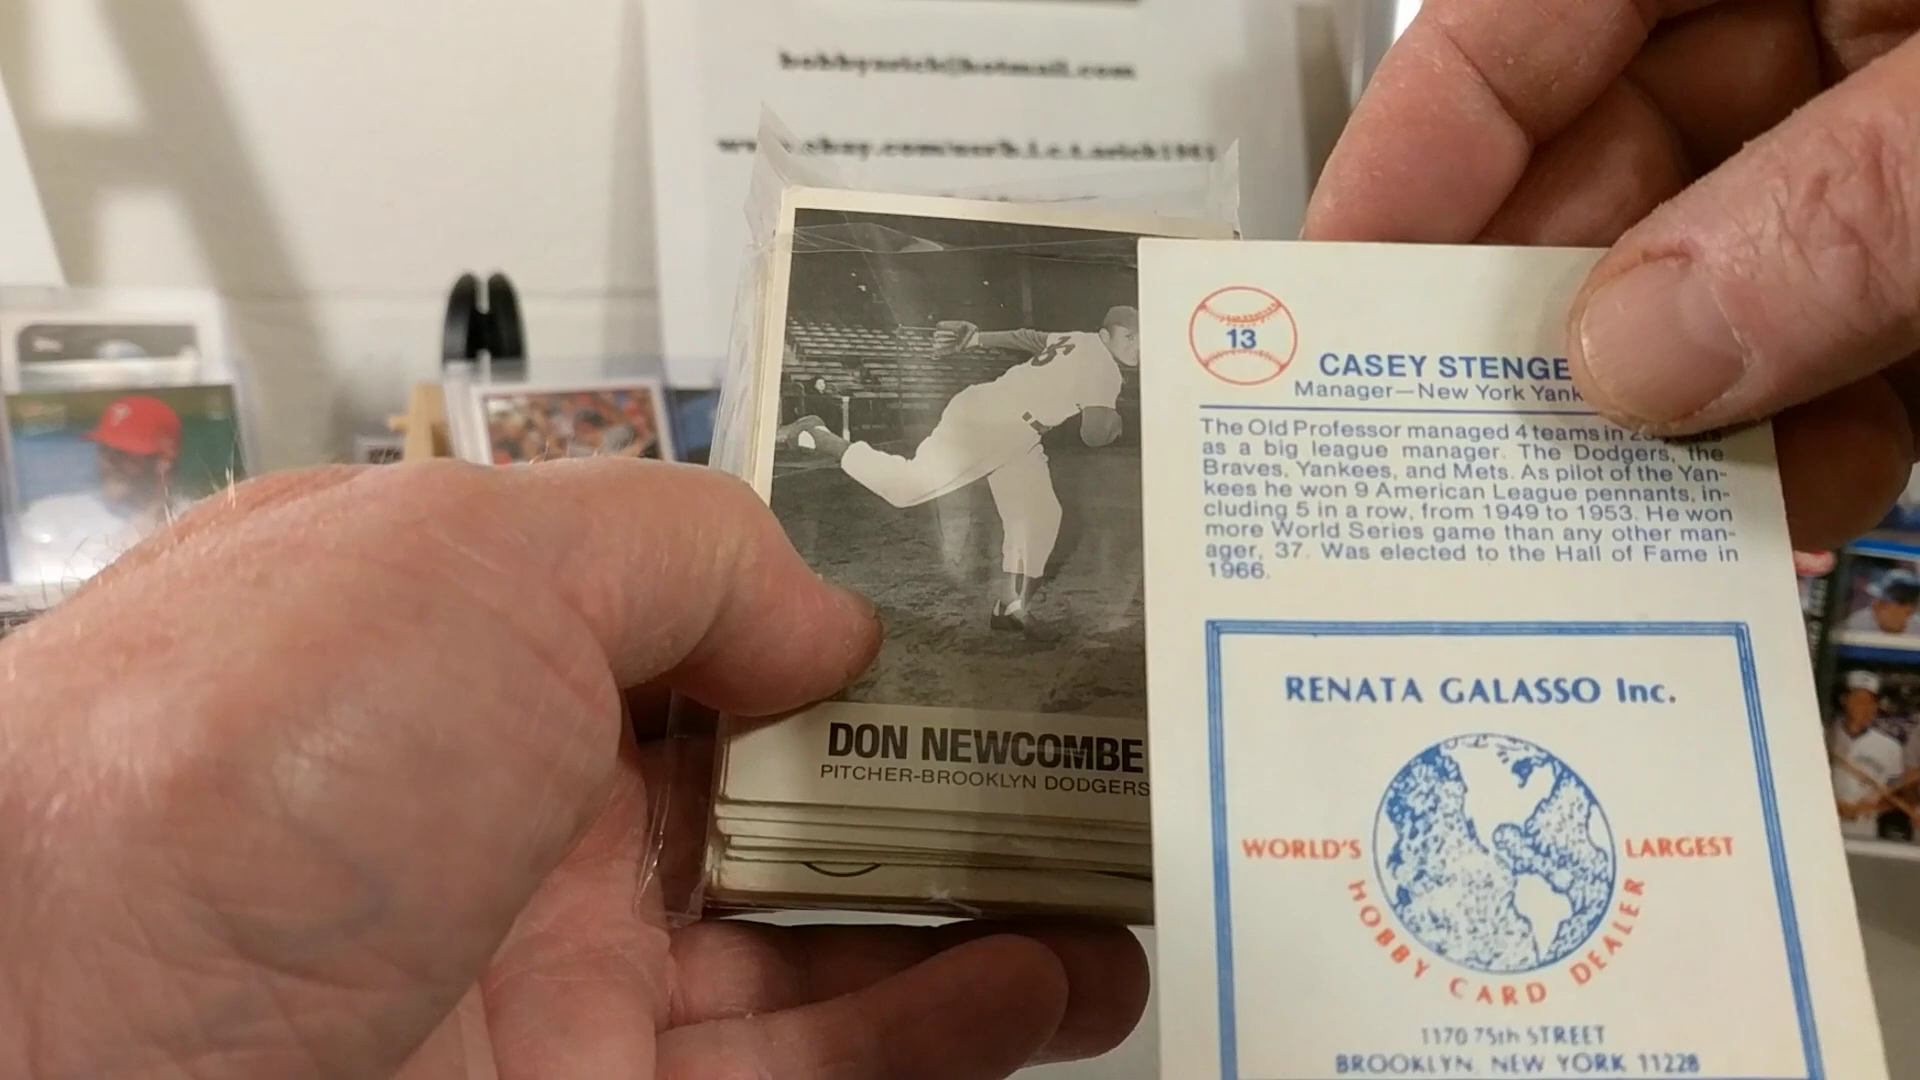 13
CASEY STENGE
Manager—New York Yank
The Old Professor managed 4 teams in
as a big league manager. The Dodgers, the
Braves, Yankees, and Mets. As pilot of the Yan-
kees he won 9 American League pennants, in-
cluding 5 in a row, from 1949 to 1953. He won
more World Series game than any other man-
ager, 37. Was elected to the Hall of Fame in
1966.
RENATA GALASSO Inc.
WORLD'S LARGEST
HOBBY CARD DEALER
1170 75th STREET
BROOKLYN, NEW YORK 11228
DON NEWCOMBE
PITCHER-BROOKLYN DODGERS